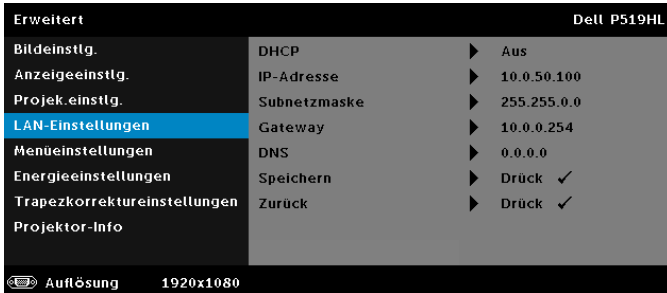 Erweitert Dell P519HL
Bildeinstlg.
Anzeigeeinstlg.
Projek.einstlg.
LAN-Einstellungen
Menüeinstellungen
Energieeinstellungen
Trapezkorrektureinstellungen
Projektor-Info
DHCP Aus
IP-Adresse 10.0.50.100
Subnetzmaske 255.255.0.0
Gateway 10.0.0.254
DNS 0.0.0.0
Speichern Drück ✓
Zurück Drück ✓
Auflösung 1920x1080